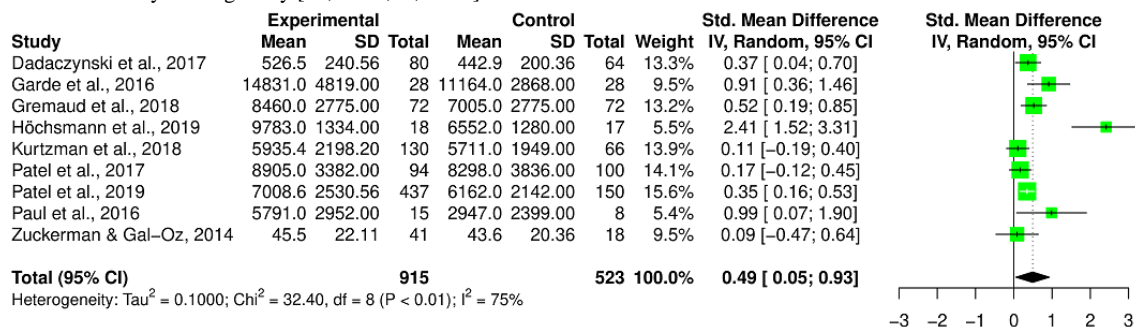 Experimental Control Std. Mean Difference Std. Mean Difference
Study Mean SD Total Mean SD Total Weight IV, Random, 95% CI IV, Random, 95% CI
Dadaczynski et al., 2017 526.5 240.56 80 442.9 200.36 64 13.3% 0.37 [ 0.04; 0.70]
Garde et al., 2016 14831.0 4819.00 28 11164.0 2868.00 28 9.5% 0.91 [ 0.36; 1.46]
Gremaud et al., 2018 8460.0 2775.00 72 7005.0 2775.00 72 13.2% 0.52 [ 0.19; 0.85]
Höchsmann et al., 2019 9783.0 1334.00 18 6552.0 1280.00 17 5.5% 2.41 [ 1.52; 3.31]
Kurtzman et al., 2018 5935.4 2198.20 130 5711.0 1949.00 66 13.9% 0.11 [−0.19; 0.40]
Patel et al., 2017 8905.0 3382.00 94 8298.0 3836.00 100 14.1% 0.17 [−0.12; 0.45]
Patel et al., 2019 7008.6 2530.56 437 6162.0 2142.00 150 15.6% 0.35 [ 0.16; 0.53]
Paul et al., 2016 5791.0 2952.00 15 2947.0 2399.00 8 5.4% 0.99 [ 0.07; 1.90]
Zuckerman & Gal−Oz, 2014 45.5 22.11 41 43.6 20.36 18 9.5% 0.09 [−0.47; 0.64]
Total (95% CI) 915 523 100.0% 0.49 [ 0.05; 0.93]
Heterogeneity: Tau² = 0.1000; Chi² = 32.40, df = 8 (P < 0.01); I² = 75%
−3 −2 −1 0 1 2 3